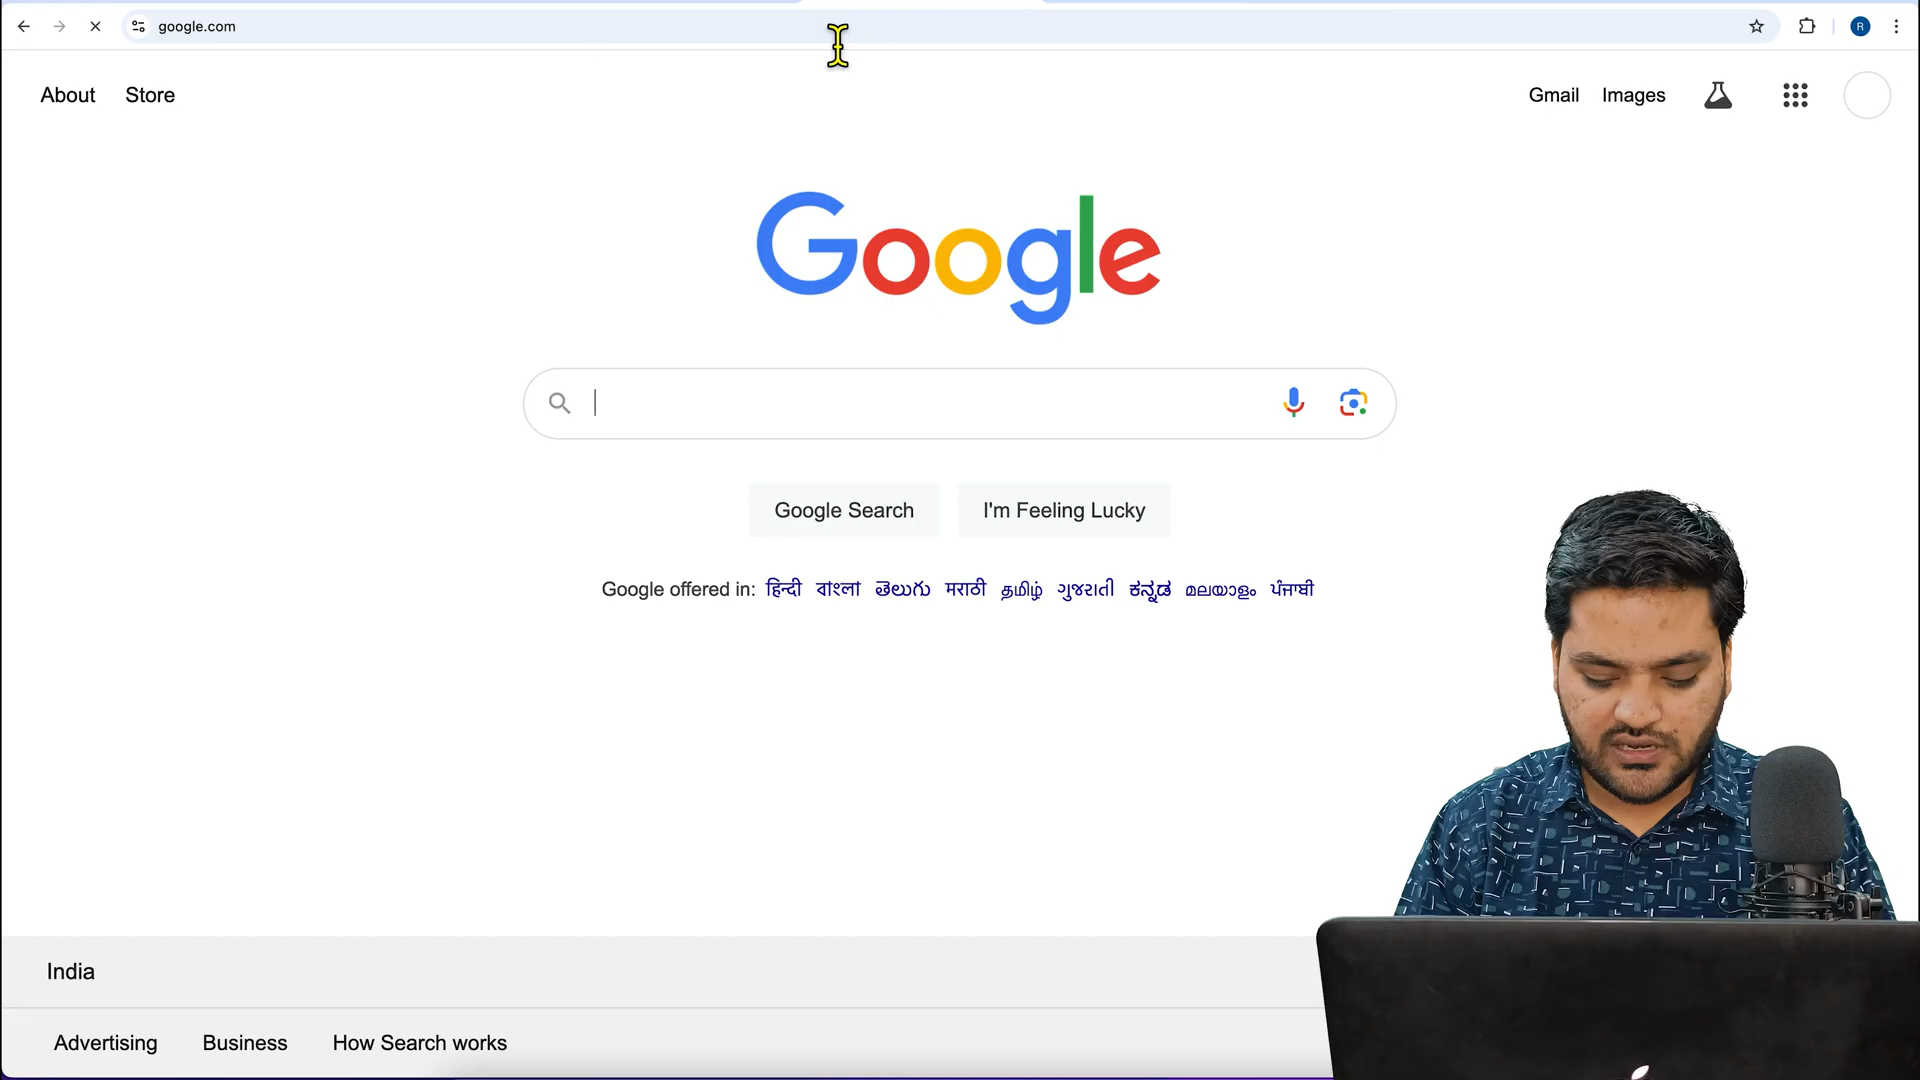 google.com
R
About Store
Gmail Images
Google
Google Search I'm Feeling Lucky
Google offered in: हिन्दी বাংলা తెలుగు मराठी தமிழ் ગુજરાતી ಕನ್ನಡ മലയാളം ਪੰਜਾਬੀ
India
Advertising Business How Search works